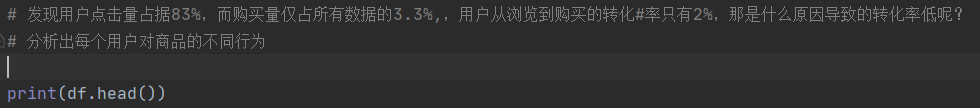 # 发现用户点击量占据83%，而购买量仅占所有数据的3.3%,，用户从浏览到购买的转化#率只有2%，那是什么原因导致的转化率低呢?
# 分析出每个用户对商品的不同行为
print(df.head())